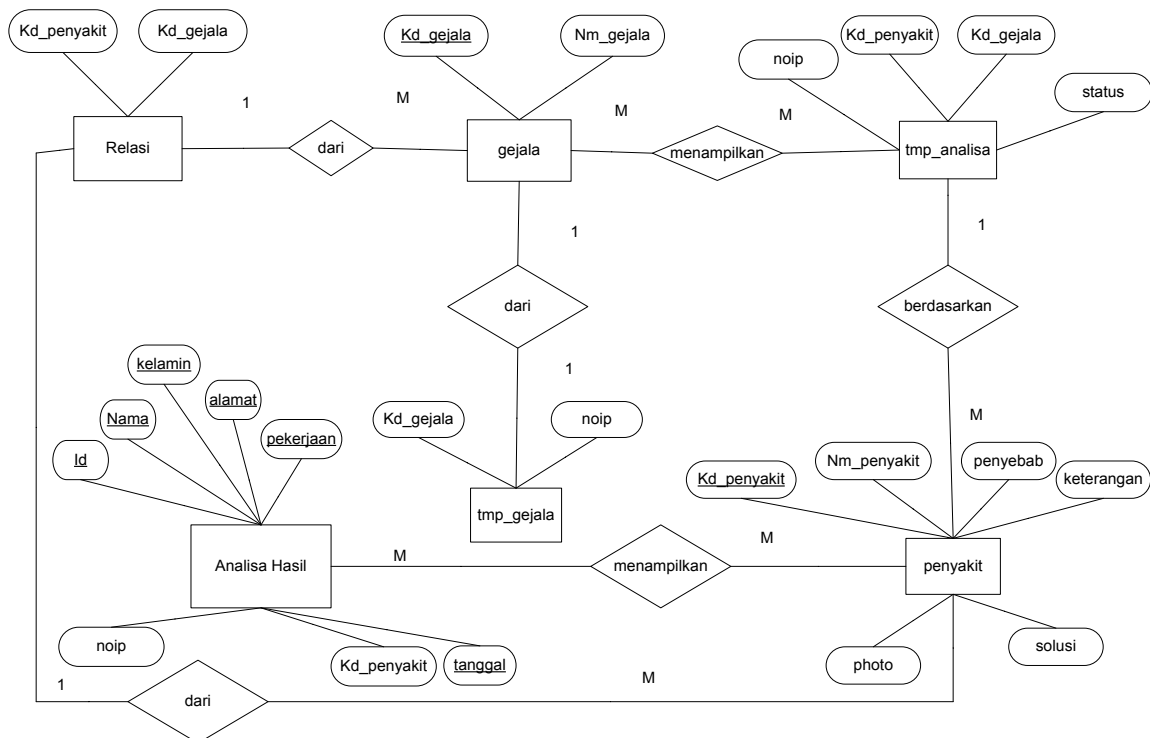 Kd_penyakit
Kd_gejala
Kd_gejala
Nm_gejala
noip
Kd_penyakit
Kd_gejala
status
1
M
M
M
Relasi
dari
gejala
menampilkan
tmp_analisa
1
1
dari
berdasarkan
kelamin
alamat
Nama
pekerjaan
Id
1
Kd_gejala
noip
M
Kd_penyakit
Nm_penyakit
penyebab
keterangan
tmp_gejala
Analisa Hasil
M
menampilkan
M
penyakit
noip
Kd_penyakit
tanggal
photo
solusi
1
dari
M